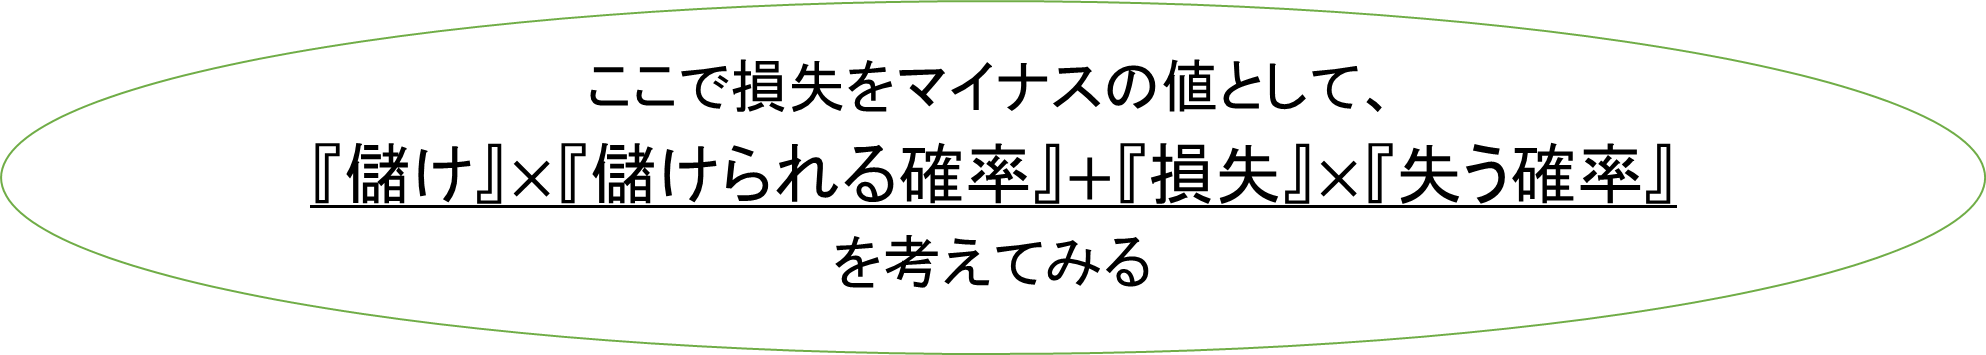 ここで損失をマイナスの値として、
『儲け』×『儲けられる確率』+『損失』×『失う確率』
を考えてみる